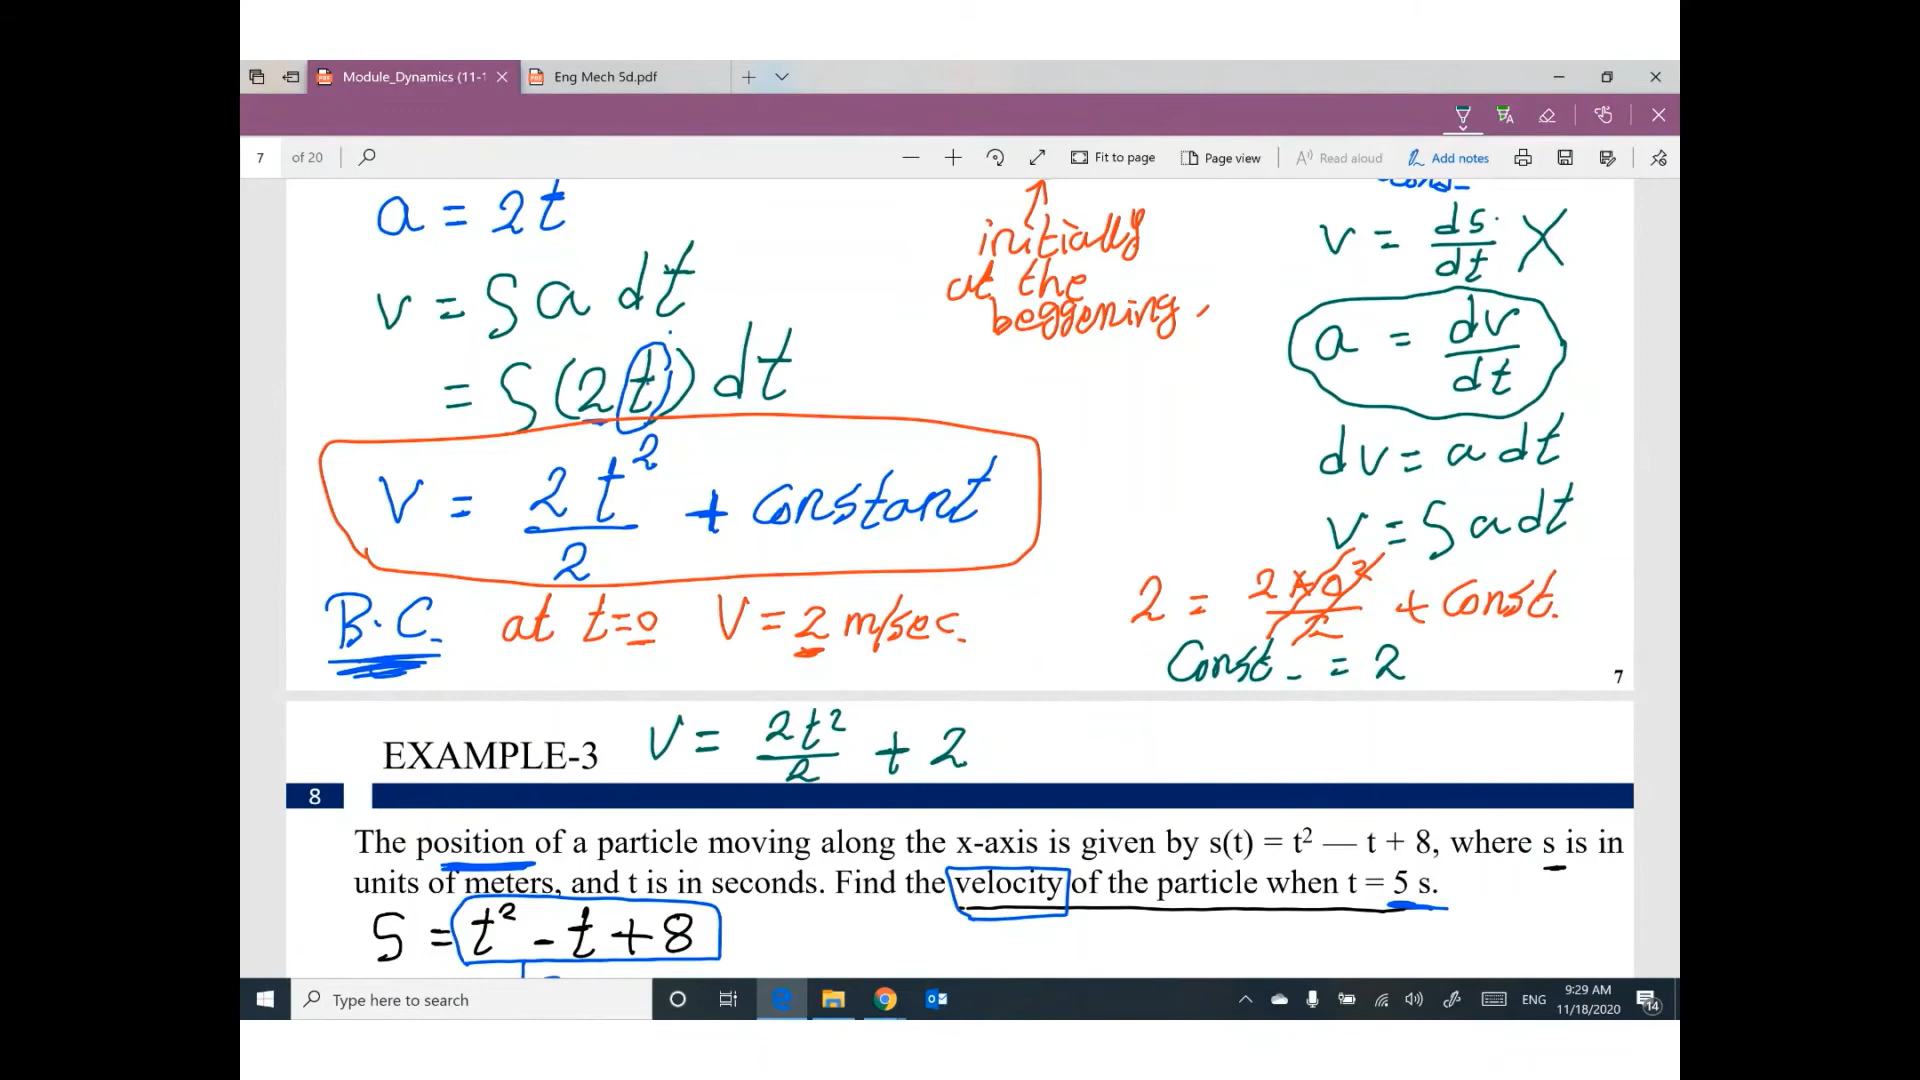 Module_Dynamics (11-1
Eng Mech 5d.pdf
7 of 20
Fit to page
Page view
Read aloud
Add notes
a = 2t
v = ∫ a dt
= ∫ (2t) dt
V = 2t²/2 + constant
B.C. at t=0 V = 2 m/sec.
initially
at the
beggening
v = ds/dt X
a = dv/dt
dv = a dt
v = ∫ a dt
2 = 2×0²/2 + Const.
Const. = 2
7
EXAMPLE-3 V = 2t²/2 + 2
8
The position of a particle moving along the x-axis is given by s(t) = t² — t + 8, where s is in
units of meters, and t is in seconds. Find the velocity of the particle when t = 5 s.
S = t² - t + 8
Type here to search
ENG
9:29 AM
11/18/2020
14